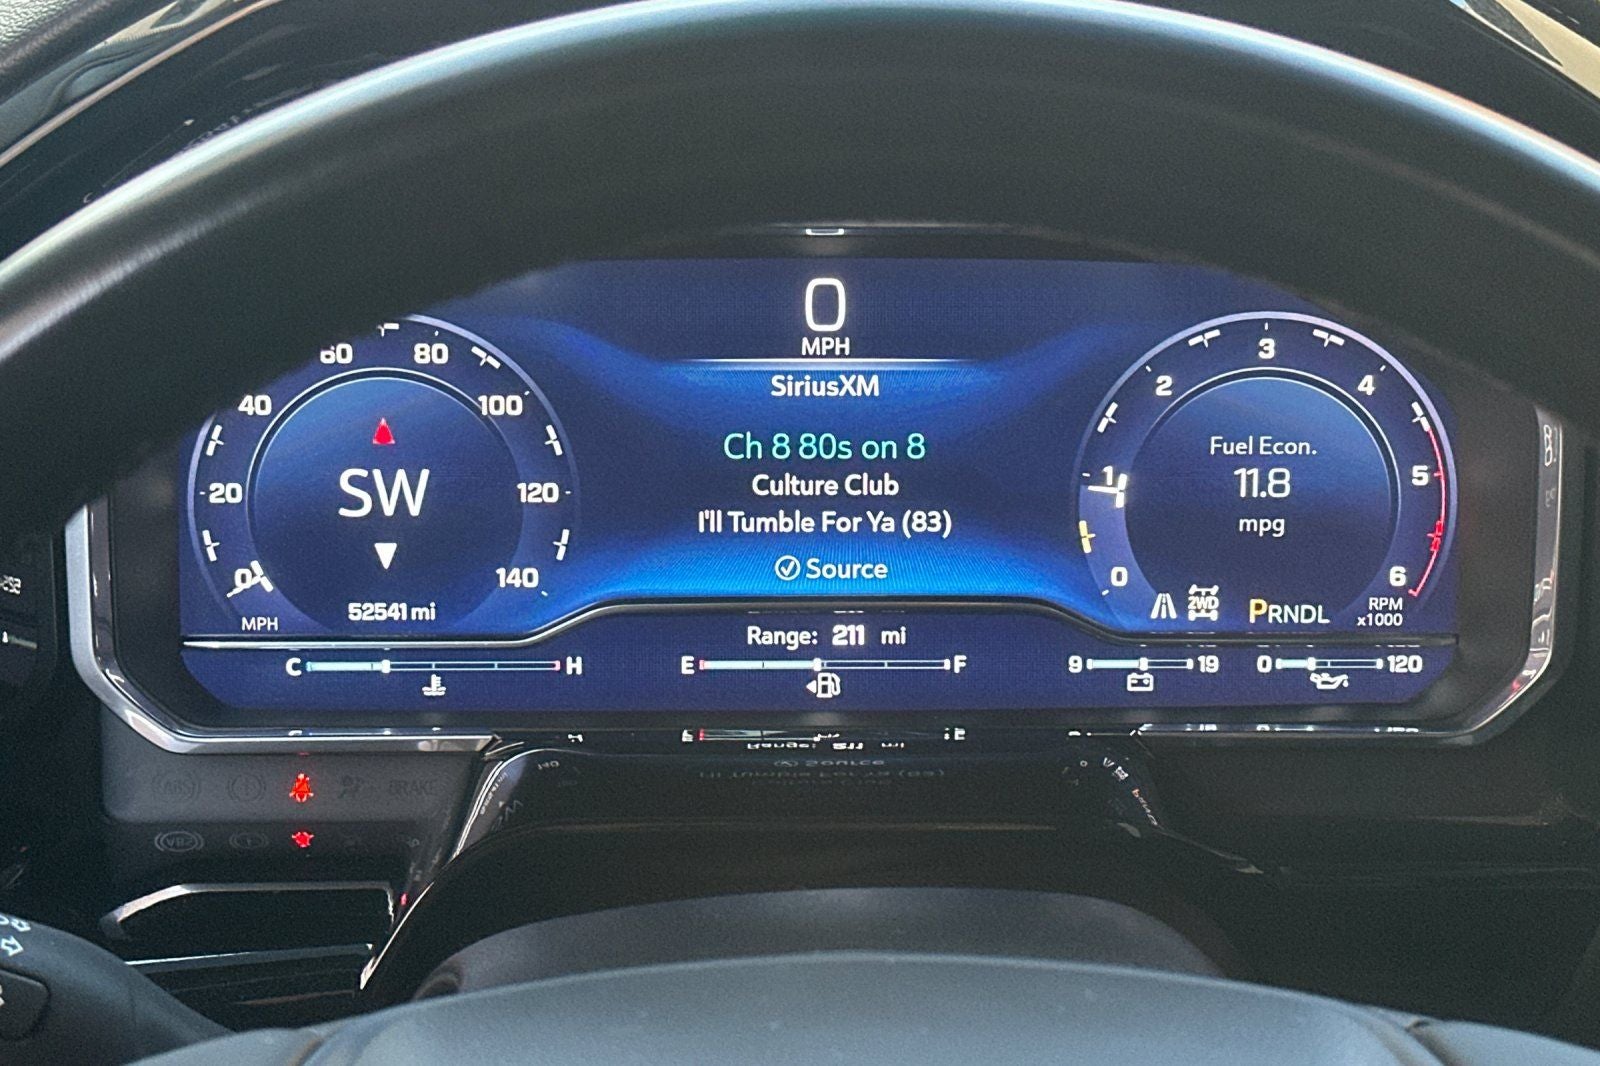 0
MPH
SiriusXM
Ch 8 80s on 8
Culture Club
I'll Tumble For Ya (83)
Source
60
80
40
100
20
120
0
140
SW
52541 mi
MPH
3
2
4
1
5
0
6
Fuel Econ.
11.8
mpg
2WD
PRNDL
RPM
x1000
Range: 211 mi
C H
E F
9 19
0 120
ABS
BRAKE